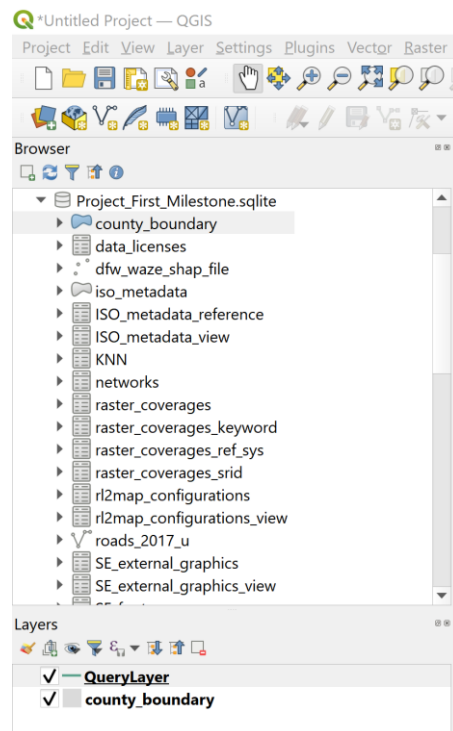 *Untitled Project — QGIS
Project Edit View Layer Settings Plugins Vector Raster
Browser
Project_First_Milestone.sqlite
county_boundary
data_licenses
dfw_waze_shap_file
iso_metadata
ISO_metadata_reference
ISO_metadata_view
KNN
networks
raster_coverages
raster_coverages_keyword
raster_coverages_ref_sys
raster_coverages_srid
rl2map_configurations
rl2map_configurations_view
roads_2017_u
SE_external_graphics
SE_external_graphics_view
Layers
QueryLayer
county_boundary